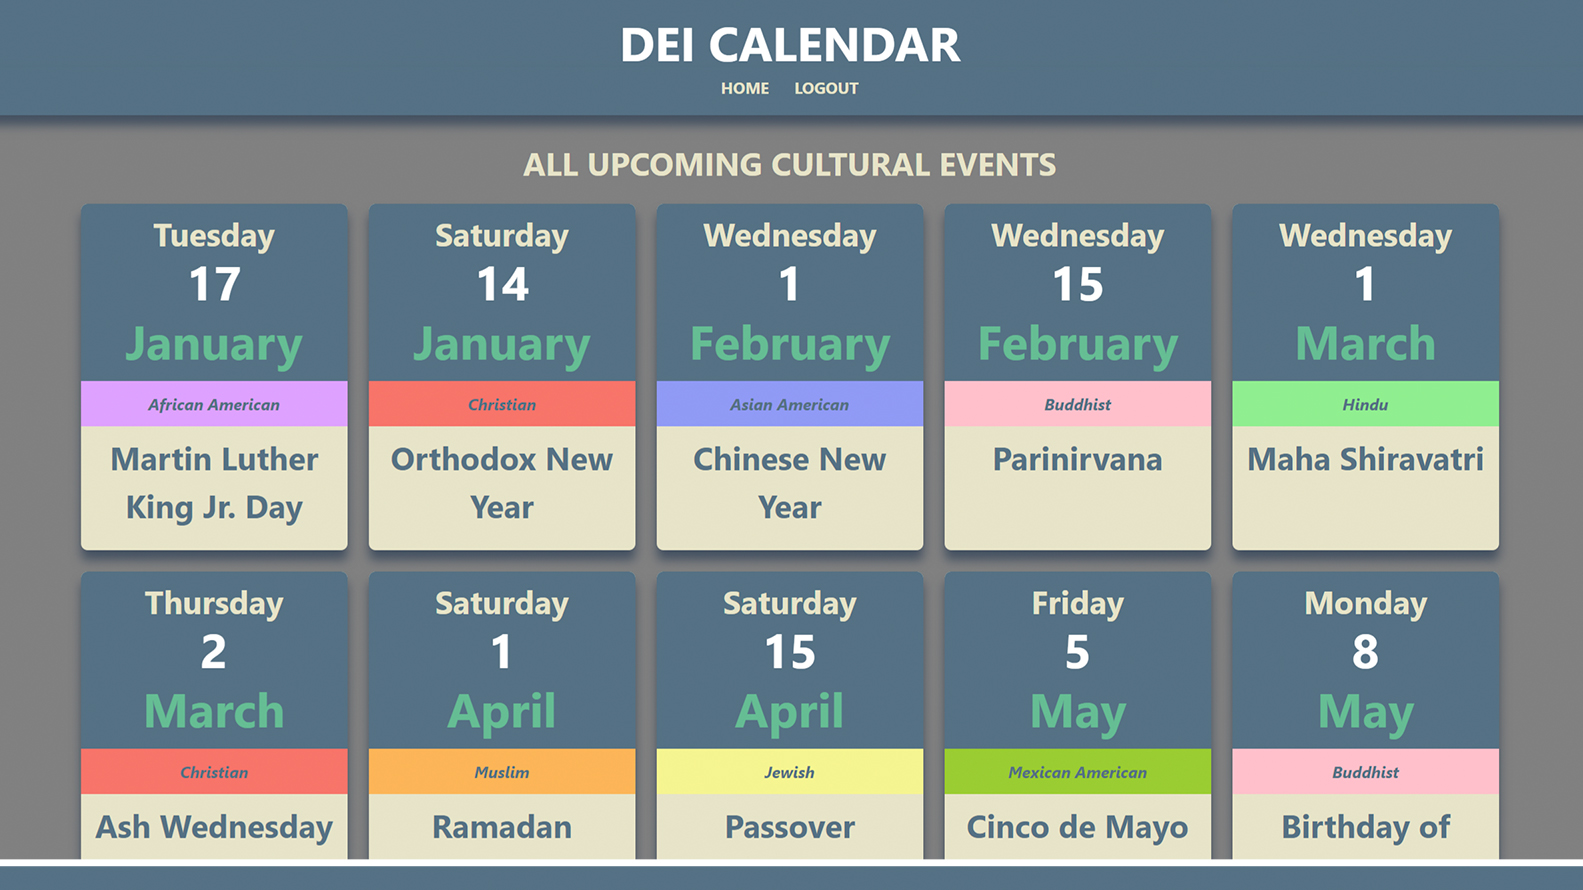 DEI CALENDAR
HOME LOGOUT
ALL UPCOMING CULTURAL EVENTS
Tuesday
17
January
African American
Martin Luther
King Jr. Day
Saturday
14
January
Christian
Orthodox New
Year
Wednesday
1
February
Asian American
Chinese New
Year
Wednesday
15
February
Buddhist
Parinirvana
Wednesday
1
March
Hindu
Maha Shiravatri
Thursday
2
March
Christian
Ash Wednesday
Saturday
1
April
Muslim
Ramadan
Saturday
15
April
Jewish
Passover
Friday
5
May
Mexican American
Cinco de Mayo
Monday
8
May
Buddhist
Birthday of